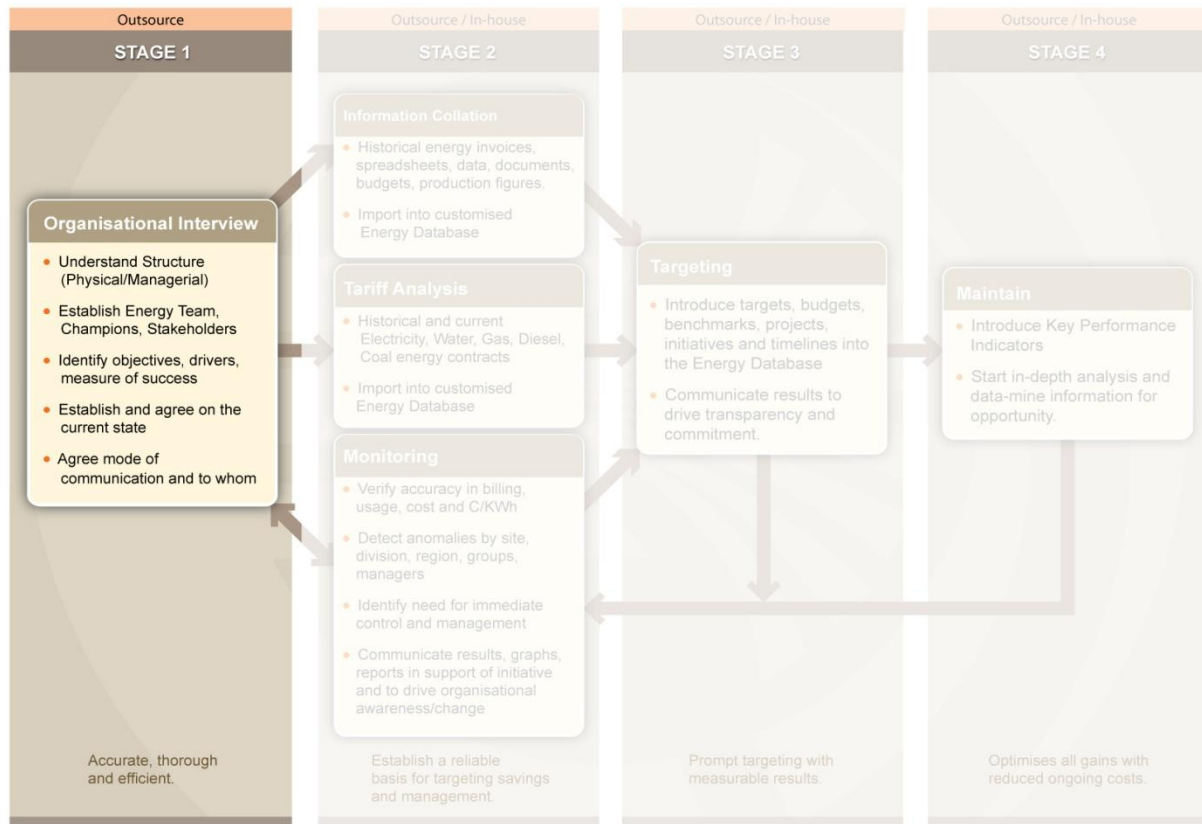 Outsource
STAGE 1
Organisational Interview
• Understand Structure
(Physical/Managerial)
• Establish Energy Team,
Champions, Stakeholders
• Identify objectives, drivers,
measure of success
• Establish and agree on the
current state
• Agree mode of
communication and to whom
Accurate, thorough
and efficient.
Outsource / In-house
STAGE 2
Information Collation
• Historical energy invoices,
spreadsheets, data, documents,
budgets, production figures.
• Import into customised
Energy Database
Tariff Analysis
• Historical and current
Electricity, Water, Gas, Diesel,
Coal energy contracts
• Import into customised
Energy Database
Monitoring
• Verify accuracy in billing,
usage, cost and C/KWh
• Detect anomalies by site,
division, region, groups,
managers
• Identify need for immediate
control and management
• Communicate results, graphs,
reports in support of initiative
and to drive organisational
awareness/change
Establish a reliable
basis for targeting savings
and management.
Outsource / In-house
STAGE 3
Targeting
• Introduce targets, budgets,
benchmarks, projects,
initiatives and timelines into
the Energy Database
• Communicate results to
drive transparency and
commitment.
Prompt targeting with
measurable results.
Outsource / In-house
STAGE 4
Maintain
• Introduce Key Performance
Indicators
• Start in-depth analysis and
data-mine information for
opportunity.
Optimises all gains with
reduced ongoing costs.